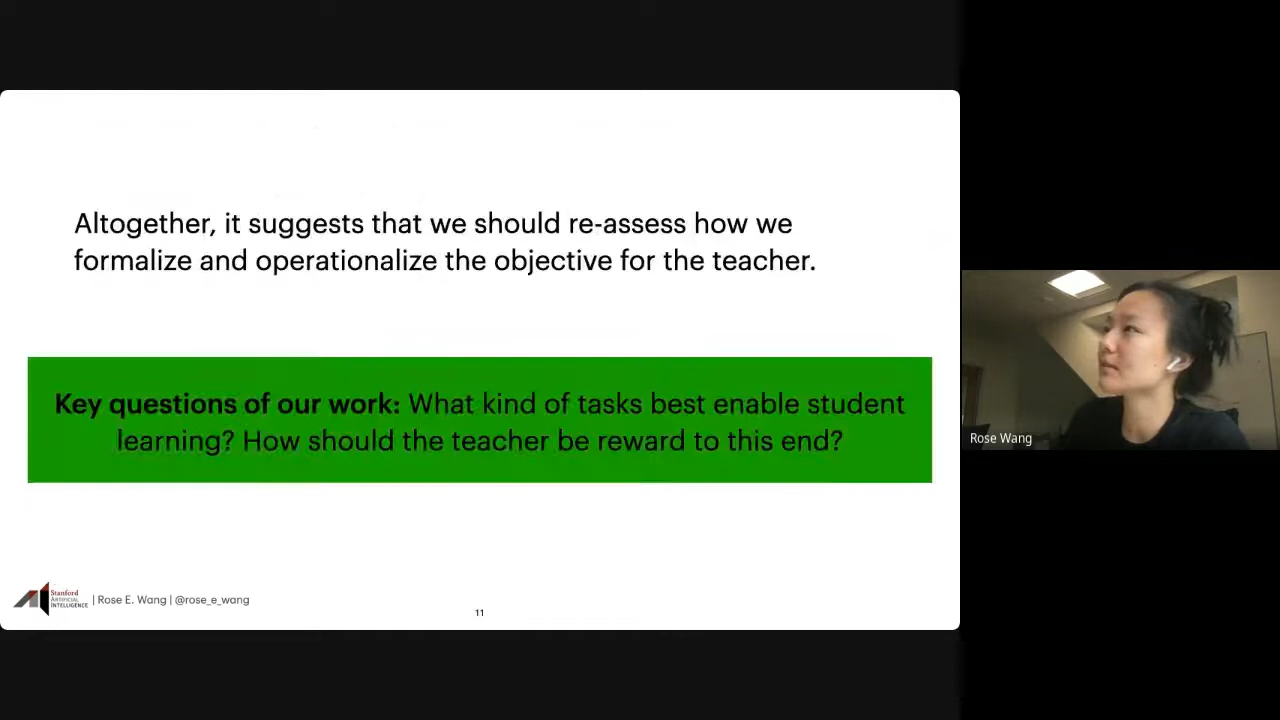 Altogether, it suggests that we should re-assess how we
formalize and operationalize the objective for the teacher.
Key questions of our work: What kind of tasks best enable student
learning? How should the teacher be reward to this end?
Stanford
ARTIFICIAL
INTELLIGENCE
| Rose E. Wang | @rose_e_wang
11
Rose Wang